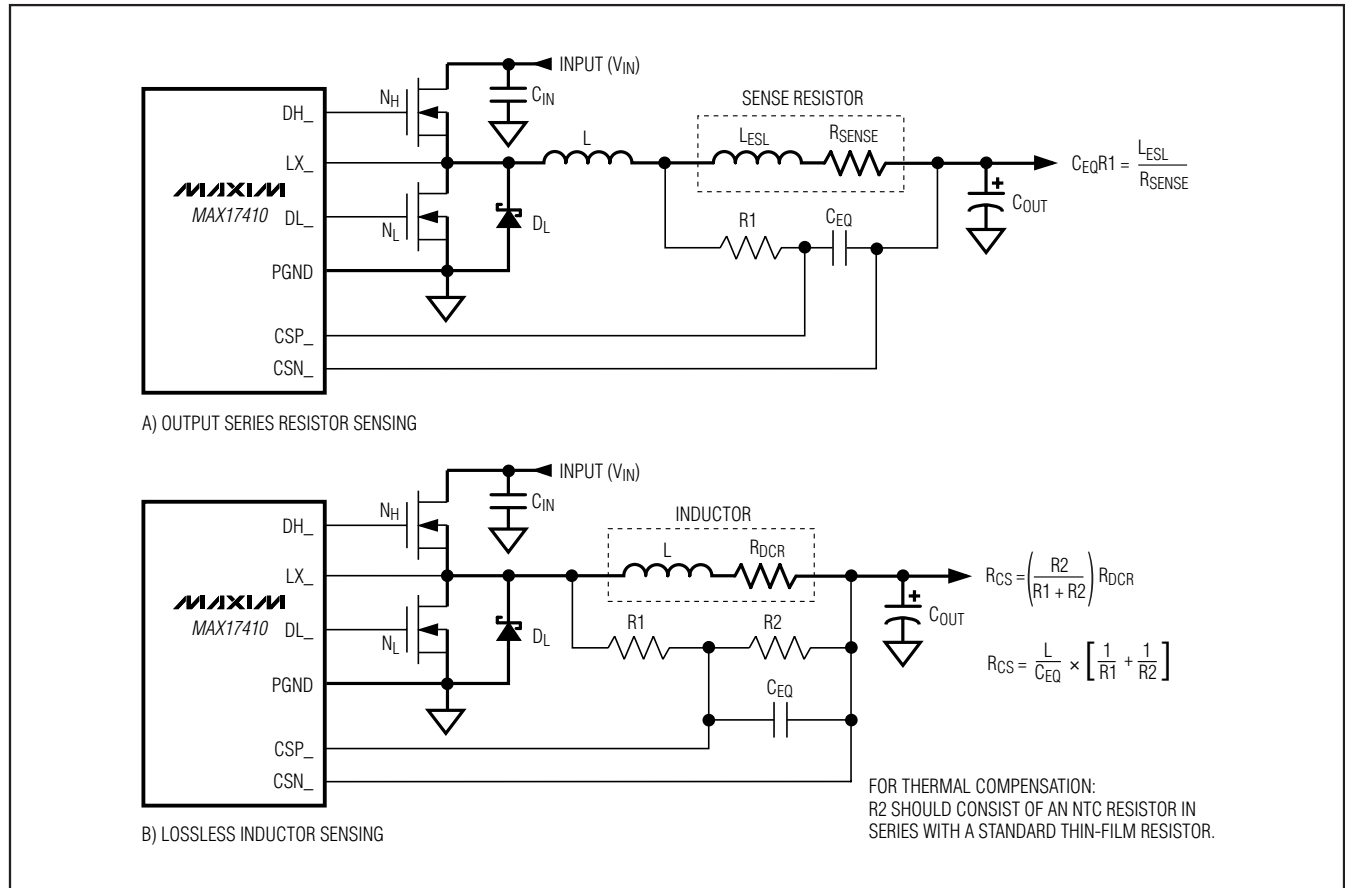 INPUT (VIN)
NH
CIN
DH_
SENSE RESISTOR
L
LESL
RSENSE
LX_
CEQR1 = LESL / RSENSE
MAXIM
MAX17410
DL_
NL
DL
R1
CEQ
+
COUT
PGND
CSP_
CSN_
A) OUTPUT SERIES RESISTOR SENSING
INPUT (VIN)
NH
CIN
DH_
INDUCTOR
L
RDCR
LX_
RCS = (R2 / R1 + R2) RDCR
MAXIM
MAX17410
DL_
NL
DL
R1
R2
+
COUT
RCS = L / CEQ × [1 / R1 + 1 / R2]
PGND
CEQ
CSP_
CSN_
FOR THERMAL COMPENSATION:
R2 SHOULD CONSIST OF AN NTC RESISTOR IN
SERIES WITH A STANDARD THIN-FILM RESISTOR.
B) LOSSLESS INDUCTOR SENSING